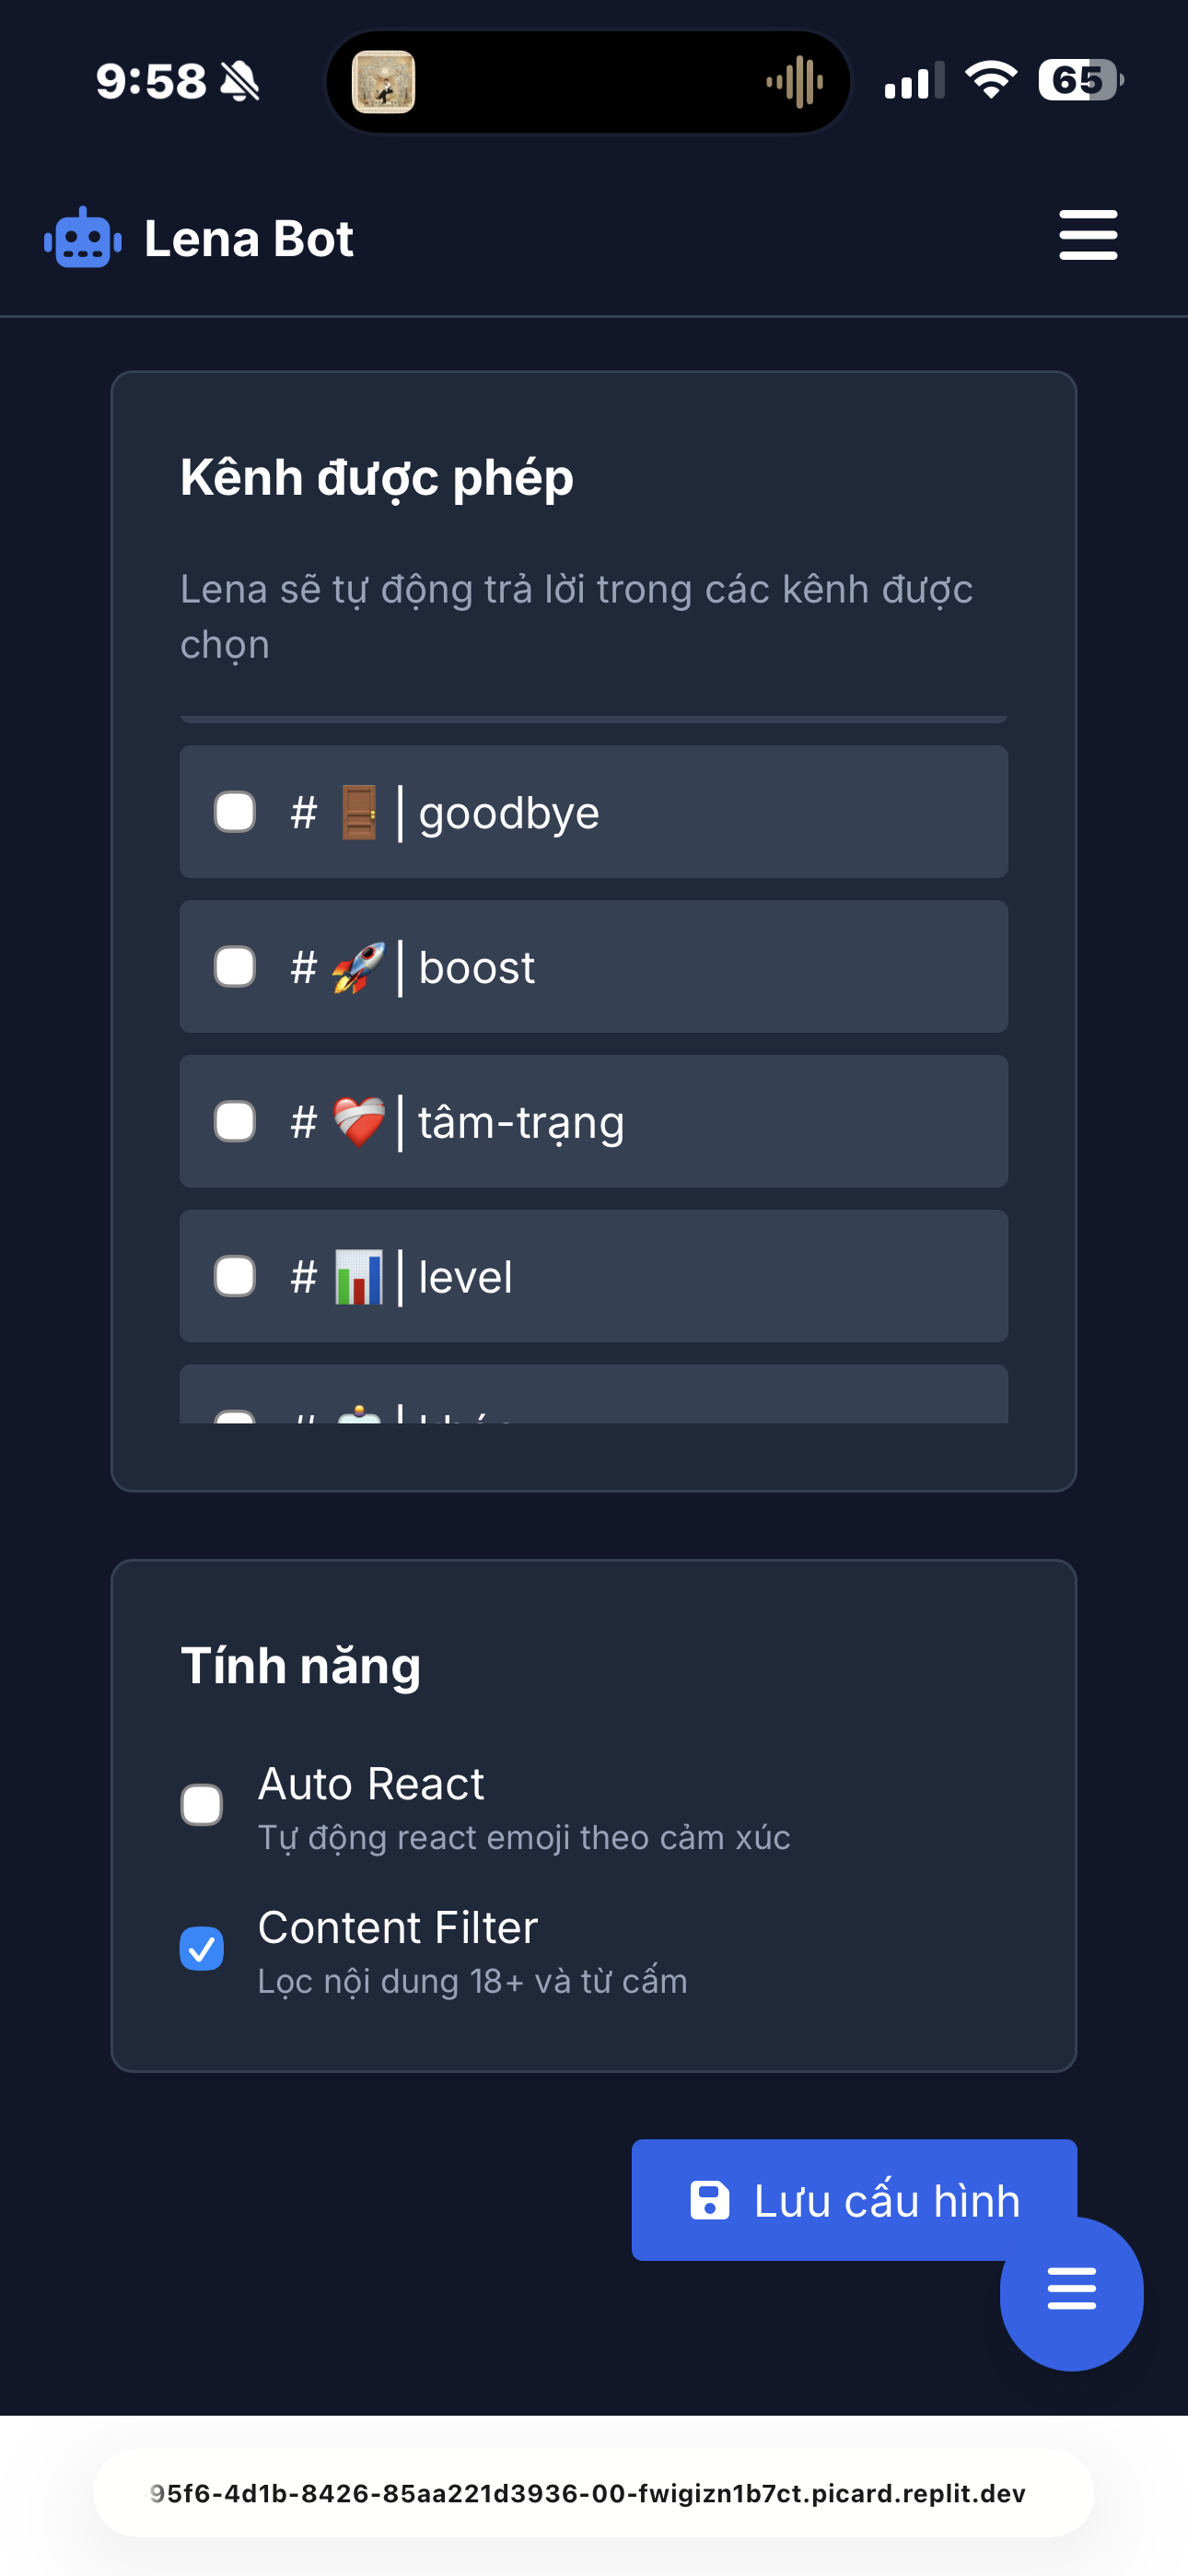 9:58
65
Lena Bot
Kênh được phép
Lena sẽ tự động trả lời trong các kênh được
chọn
# 🚪 | goodbye
# 🚀 | boost
# ❤️‍🩹 | tâm-trạng
# 📊 | level
Tính năng
Auto React
Tự động react emoji theo cảm xúc
Content Filter
Lọc nội dung 18+ và từ cấm
Lưu cấu hình
95f6-4d1b-8426-85aa221d3936-00-fwigizn1b7ct.picard.replit.dev